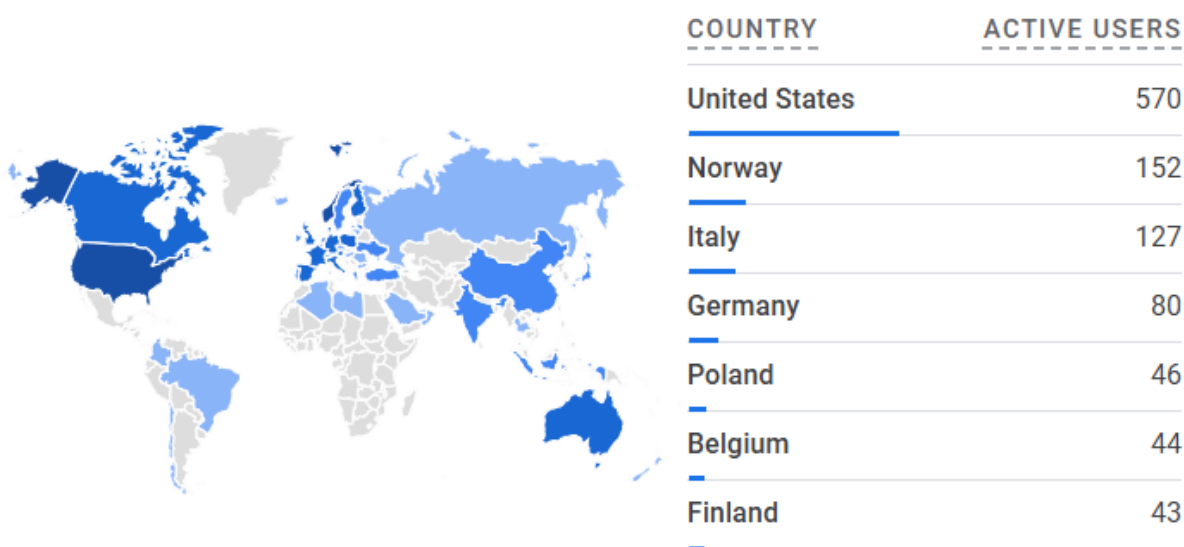 COUNTRY ACTIVE USERS
United States 570
Norway 152
Italy 127
Germany 80
Poland 46
Belgium 44
Finland 43